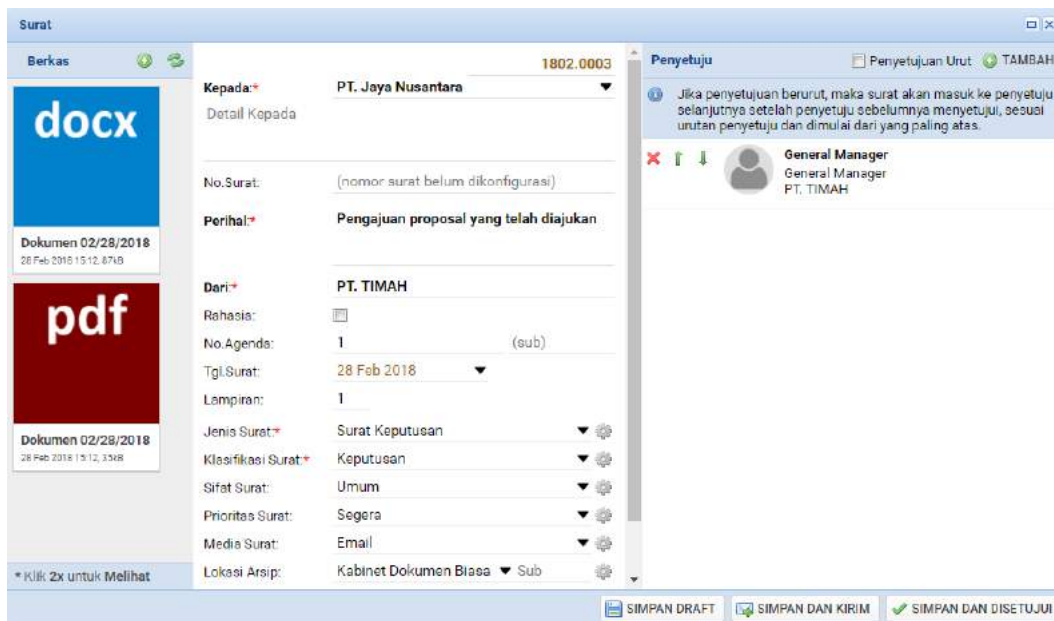 Surat
Berkas
docx
Dokumen 02/28/2018
28 Feb 2018 15:12, 87kB
pdf
Dokumen 02/28/2018
28 Feb 2018 15:12, 35kB
* Klik 2x untuk Melihat
1802.0003
Kepada:* PT. Jaya Nusantara
Detail Kepada
No.Surat: (nomor surat belum dikonfigurasi)
Perihal:* Pengajuan proposal yang telah diajukan
Dari:* PT. TIMAH
Rahasia:
No.Agenda: 1 (sub)
Tgl.Surat: 28 Feb 2018
Lampiran: 1
Jenis Surat:* Surat Keputusan
Klasifikasi Surat:* Keputusan
Sifat Surat: Umum
Prioritas Surat: Segera
Media Surat: Email
Lokasi Arsip: Kabinet Dokumen Biasa Sub
Penyetuju Penyetujuan Urut TAMBAH
Jika penyetujuan berurut, maka surat akan masuk ke penyetuju
selanjutnya setelah penyetuju sebelumnya menyetujui, sesuai
urutan penyetuju dan dimulai dari yang paling atas.
General Manager
General Manager
PT. TIMAH
SIMPAN DRAFT SIMPAN DAN KIRIM SIMPAN DAN DISETUJUI